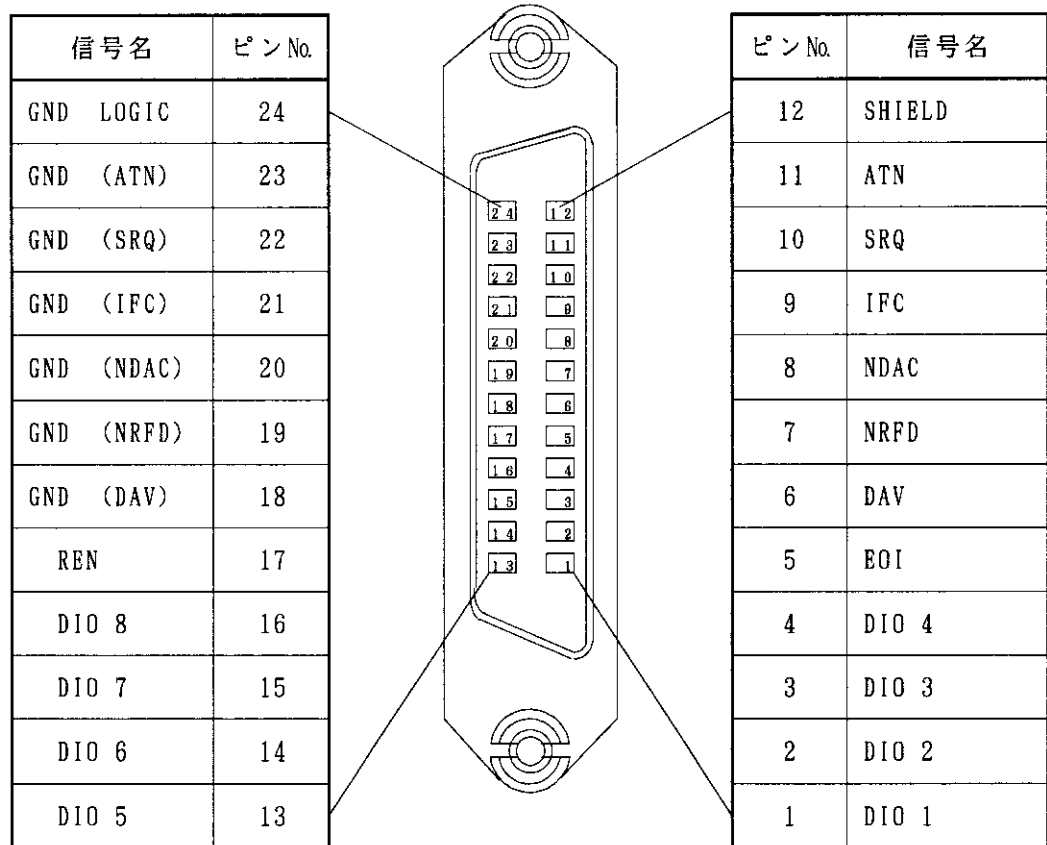 信号名 ピンNo.
GND LOGIC 24
GND (ATN) 23
GND (SRQ) 22
GND (IFC) 21
GND (NDAC) 20
GND (NRFD) 19
GND (DAV) 18
REN 17
DIO 8 16
DIO 7 15
DIO 6 14
DIO 5 13
24 12
23 11
22 10
21 9
20 8
19 7
18 6
17 5
16 4
15 3
14 2
13 1
ピンNo. 信号名
12 SHIELD
11 ATN
10 SRQ
9 IFC
8 NDAC
7 NRFD
6 DAV
5 EOI
4 DIO 4
3 DIO 3
2 DIO 2
1 DIO 1